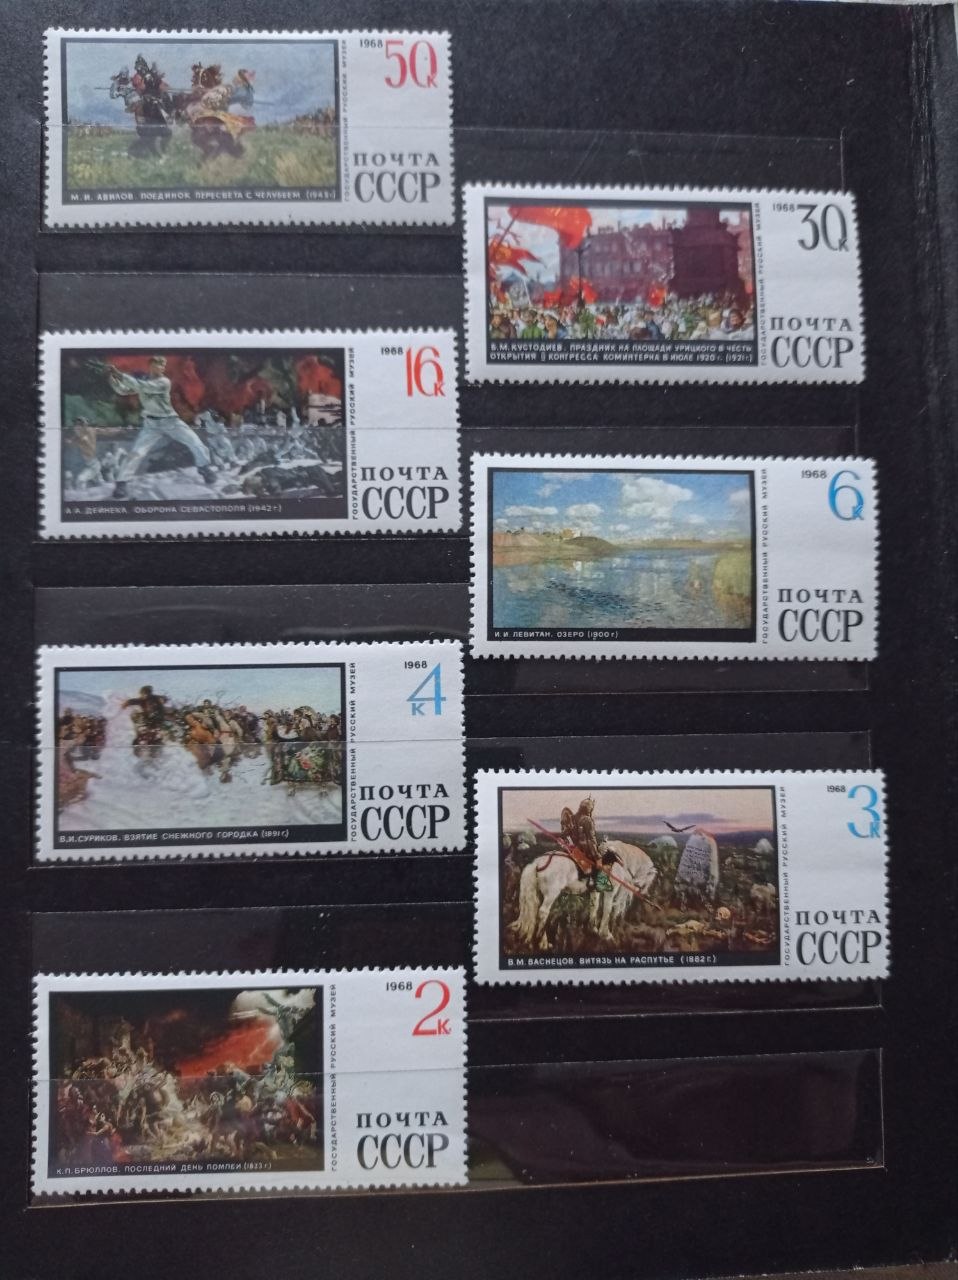 1968 50к
ГОСУДАРСТВЕННЫЙ РУССКИЙ МУЗЕЙ
ПОЧТА
СССР
М.И. АВИЛОВ. ПОЕДИНОК ПЕРЕСВЕТА С ЧЕЛУБЕЕМ (1943г.)
1968 30к
ГОСУДАРСТВЕННЫЙ РУССКИЙ МУЗЕЙ
ПОЧТА
СССР
Б.М. КУСТОДИЕВ. ПРАЗДНИК НА ПЛОЩАДИ УРИЦКОГО В ЧЕСТЬ
ОТКРЫТИЯ II КОНГРЕССА КОМИНТЕРНА В ИЮЛЕ 1920 г. (1921г.)
1968 16к
ГОСУДАРСТВЕННЫЙ РУССКИЙ МУЗЕЙ
ПОЧТА
СССР
А.А. ДЕЙНЕКА. ОБОРОНА СЕВАСТОПОЛЯ (1942г.)
1968 6к
ГОСУДАРСТВЕННЫЙ РУССКИЙ МУЗЕЙ
ПОЧТА
СССР
И.И. ЛЕВИТАН. ОЗЕРО (1900г.)
1968 4к
ГОСУДАРСТВЕННЫЙ РУССКИЙ МУЗЕЙ
ПОЧТА
СССР
В.И. СУРИКОВ. ВЗЯТИЕ СНЕЖНОГО ГОРОДКА (1891г.)
1968 3к
ГОСУДАРСТВЕННЫЙ РУССКИЙ МУЗЕЙ
ПОЧТА
СССР
В.М. ВАСНЕЦОВ. ВИТЯЗЬ НА РАСПУТЬЕ (1882г.)
1968 2к
ГОСУДАРСТВЕННЫЙ РУССКИЙ МУЗЕЙ
ПОЧТА
СССР
К.П. БРЮЛЛОВ. ПОСЛЕДНИЙ ДЕНЬ ПОМПЕИ (1833г.)